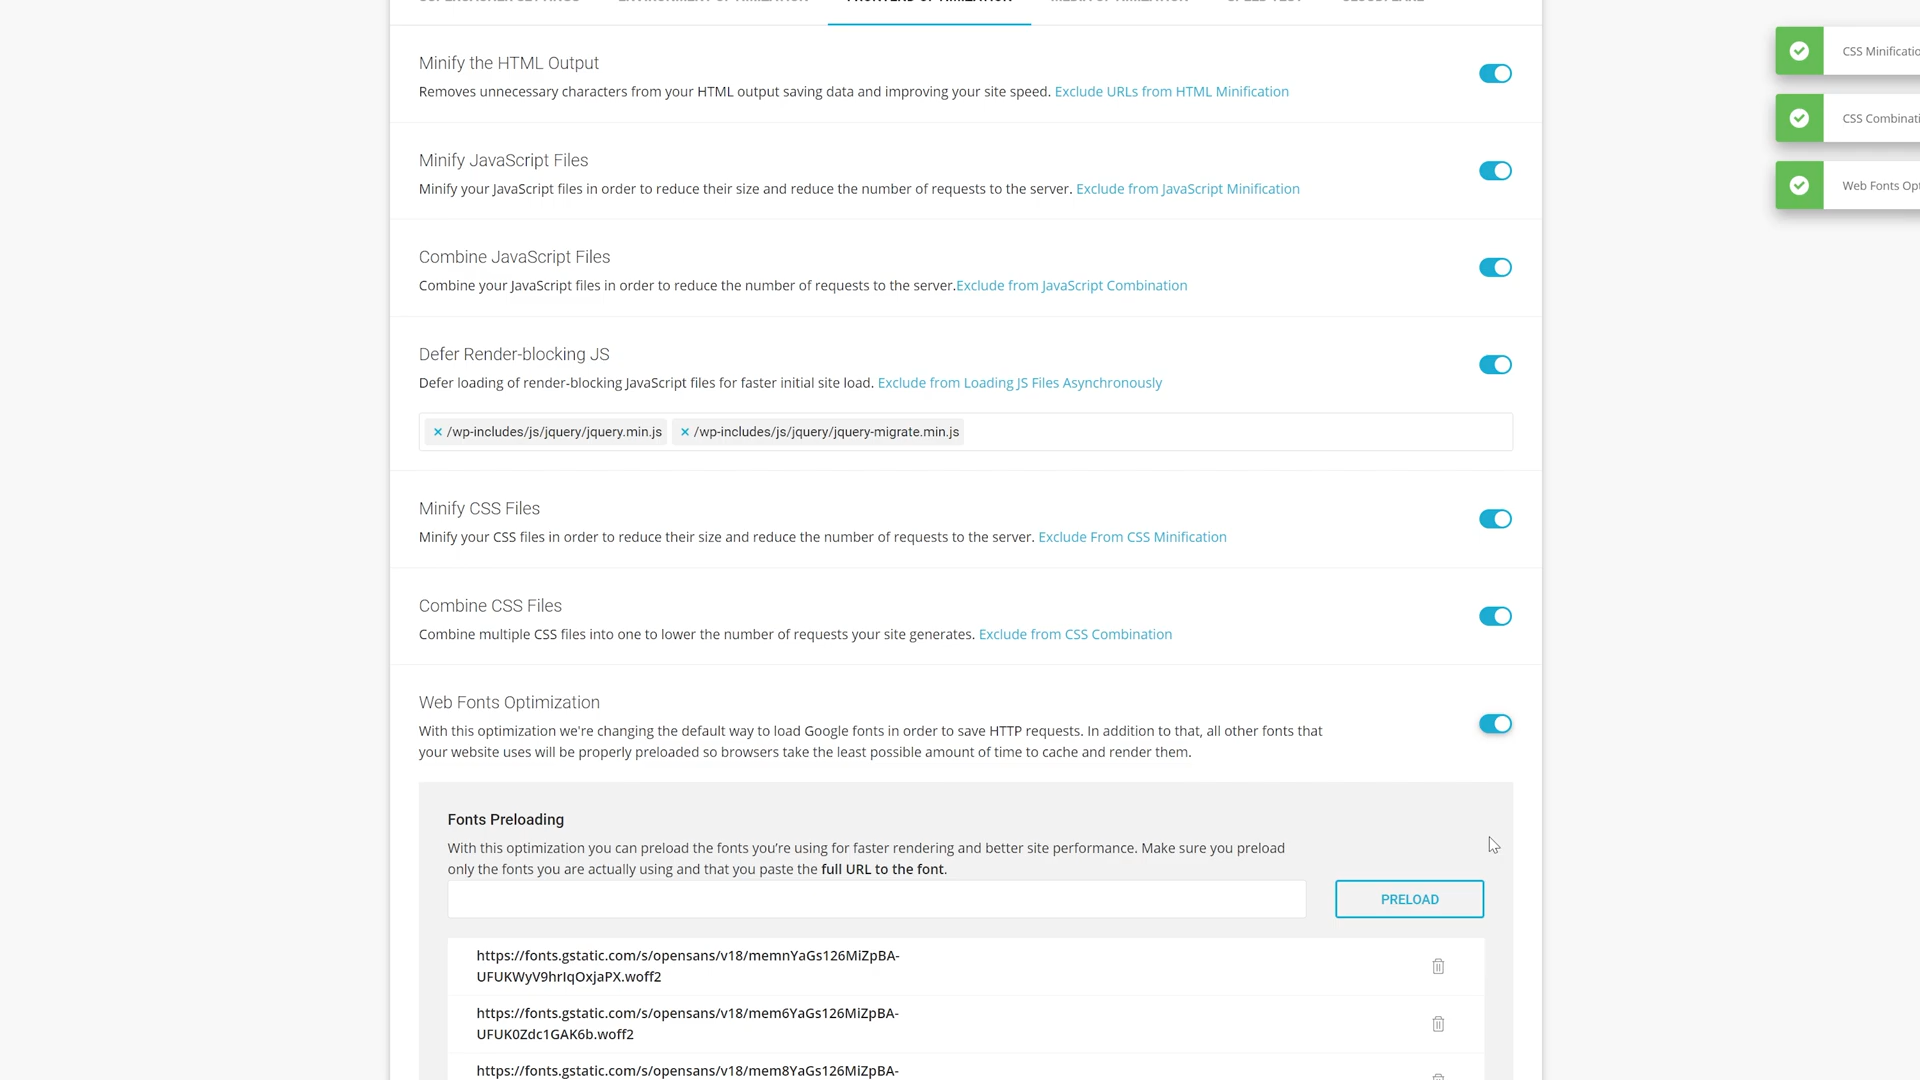 FRONTEND OPTIMIZATION
Minify the HTML Output
Removes unnecessary characters from your HTML output saving data and improving your site speed. Exclude URLs from HTML Minification
Minify JavaScript Files
Minify your JavaScript files in order to reduce their size and reduce the number of requests to the server. Exclude from JavaScript Minification
Combine JavaScript Files
Combine your JavaScript files in order to reduce the number of requests to the server.Exclude from JavaScript Combination
Defer Render-blocking JS
Defer loading of render-blocking JavaScript files for faster initial site load. Exclude from Loading JS Files Asynchronously
× /wp-includes/js/jquery/jquery.min.js × /wp-includes/js/jquery/jquery-migrate.min.js
Minify CSS Files
Minify your CSS files in order to reduce their size and reduce the number of requests to the server. Exclude From CSS Minification
Combine CSS Files
Combine multiple CSS files into one to lower the number of requests your site generates. Exclude from CSS Combination
Web Fonts Optimization
With this optimization we're changing the default way to load Google fonts in order to save HTTP requests. In addition to that, all other fonts that
your website uses will be properly preloaded so browsers take the least possible amount of time to cache and render them.
Fonts Preloading
With this optimization you can preload the fonts you’re using for faster rendering and better site performance. Make sure you preload
only the fonts you are actually using and that you paste the full URL to the font.
PRELOAD
https://fonts.gstatic.com/s/opensans/v18/memnYaGs126MiZpBA-
UFUKWyV9hrIqOxjaPX.woff2
https://fonts.gstatic.com/s/opensans/v18/mem6YaGs126MiZpBA-
UFUK0Zdc1GAK6b.woff2
https://fonts.gstatic.com/s/opensans/v18/mem8YaGs126MiZpBA-
CSS Minificatio
CSS Combinati
Web Fonts Opt